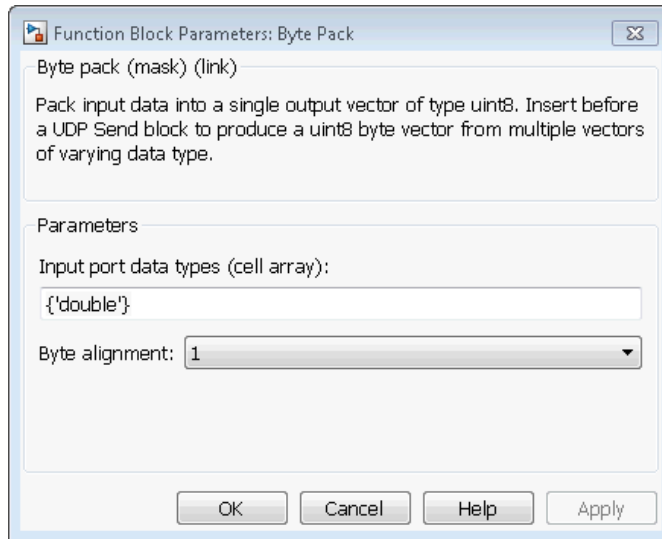 Function Block Parameters: Byte Pack
Byte pack (mask) (link)
Pack input data into a single output vector of type uint8. Insert before
a UDP Send block to produce a uint8 byte vector from multiple vectors
of varying data type.
Parameters
Input port data types (cell array):
{'double'}
Byte alignment: 1
OK Cancel Help Apply